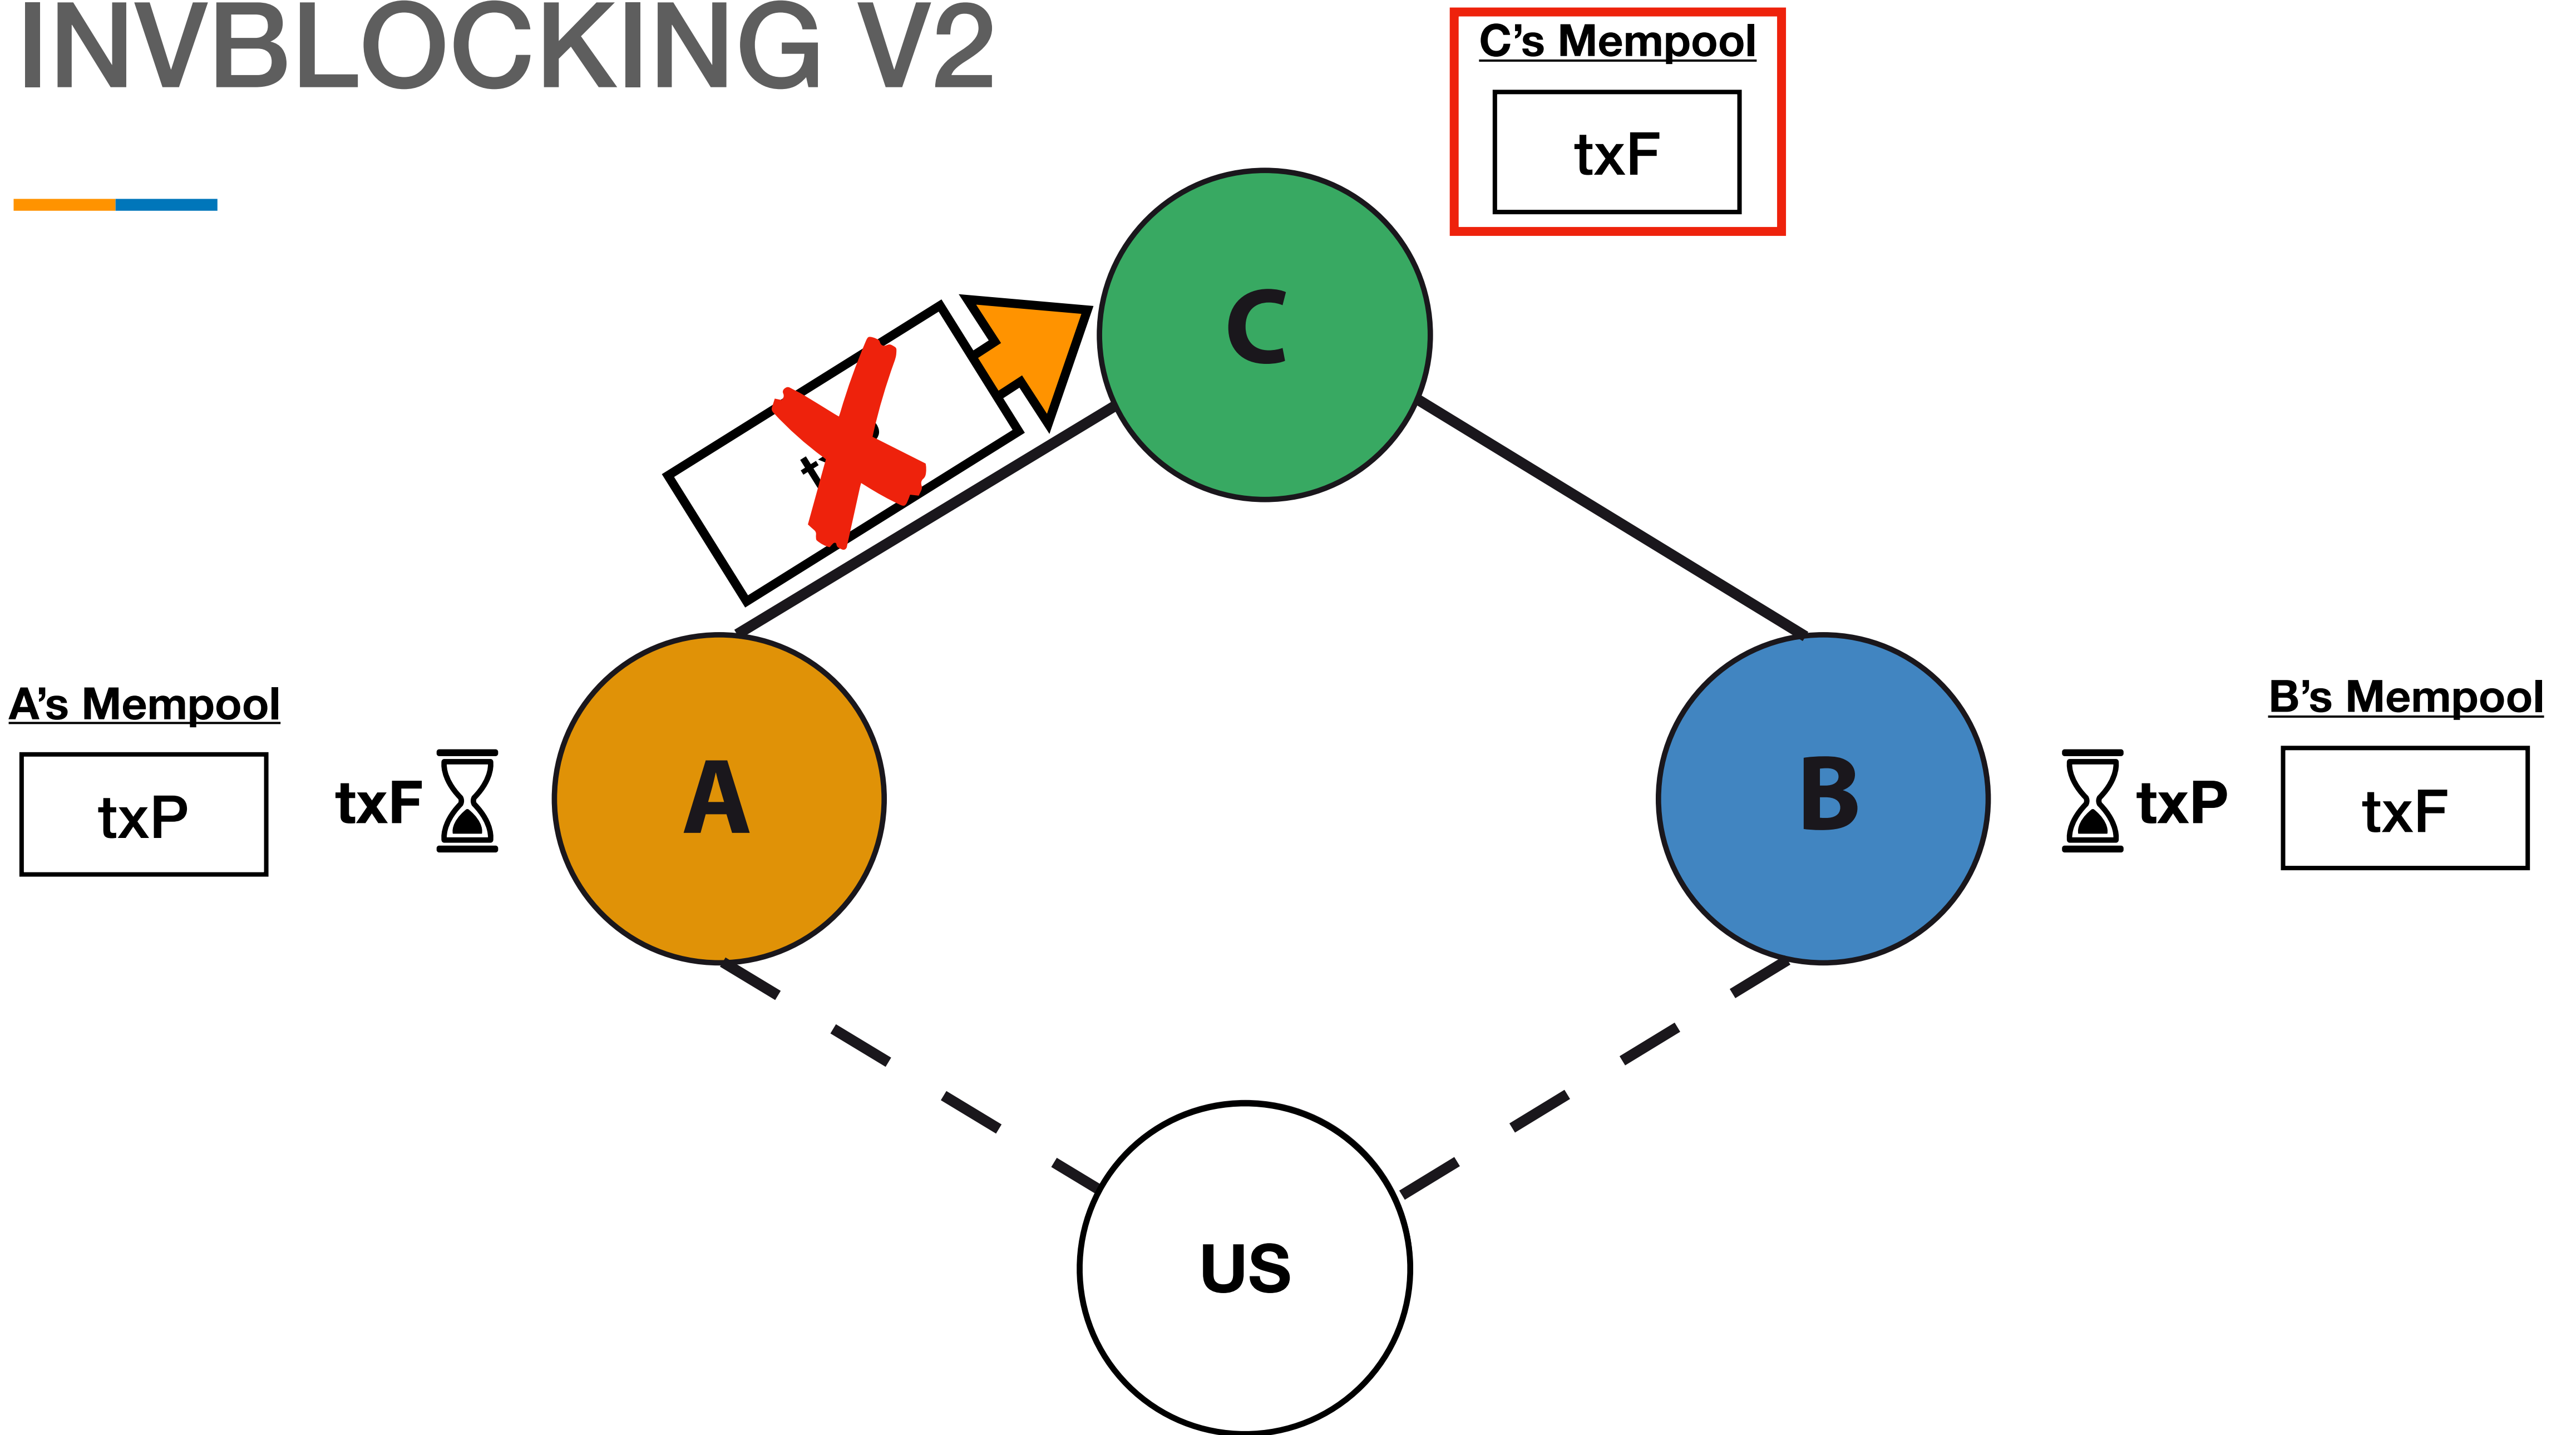 INVBLOCKING V2
C's Mempool
txF
C
A's Mempool
txP
txF
A
B
txP
B's Mempool
txF
US